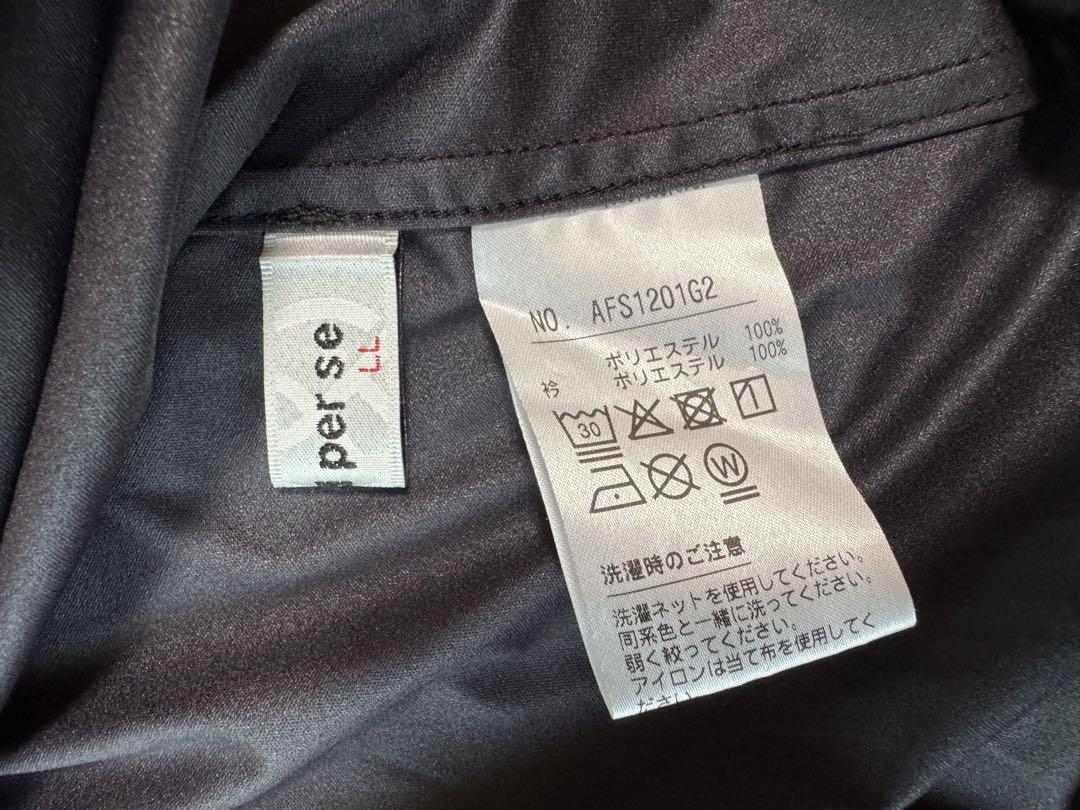 per se
LL
NO. AFS1201G2
ポリエステル 100%
衿 ポリエステル 100%
30
W
洗濯時のご注意
洗濯ネットを使用してください。
同系色と一緒に洗ってください。
弱く絞ってください。
アイロンは当て布を使用してく
ださい。